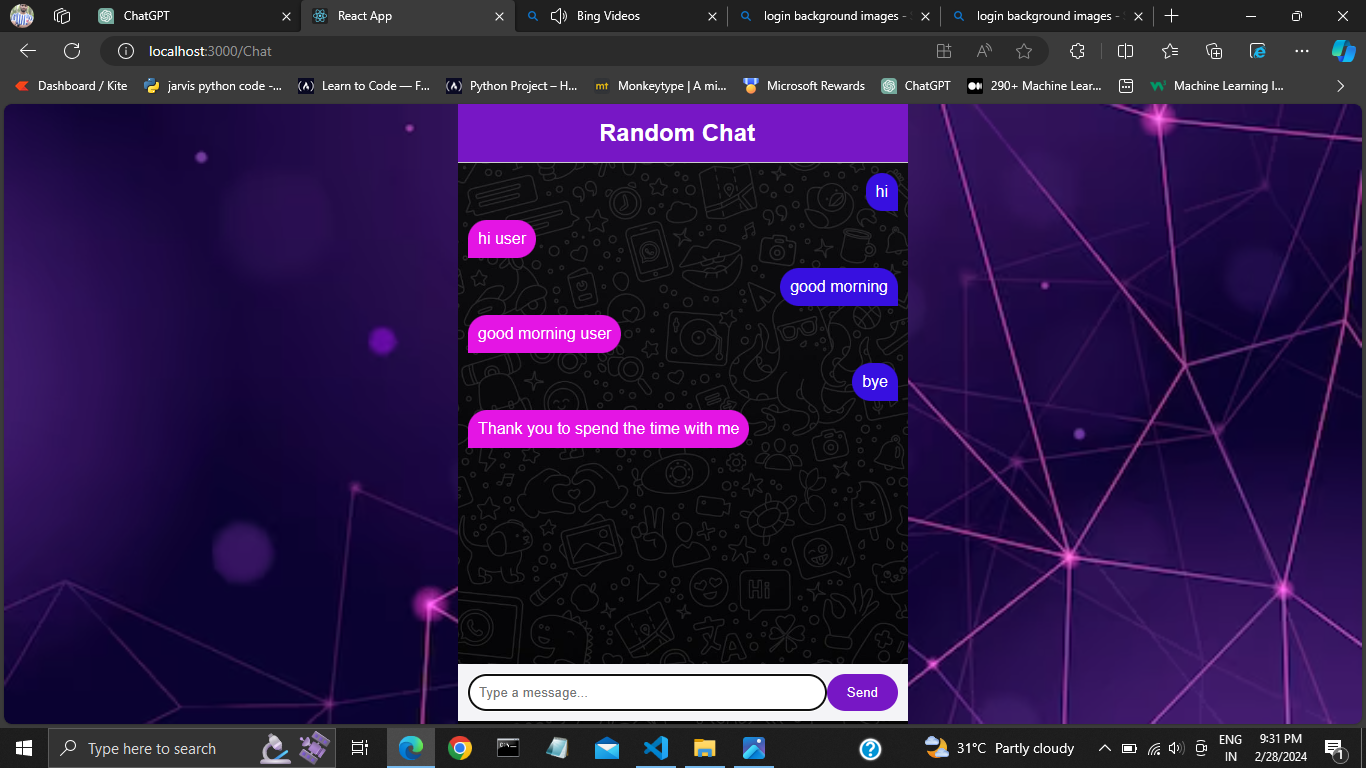 ChatGPT
React App
Bing Videos
login background images -
login background images -
localhost:3000/Chat
Dashboard / Kite
jarvis python code -...
Learn to Code — F...
Python Project – H...
mt
Monkeytype | A mi...
Microsoft Rewards
ChatGPT
290+ Machine Lear...
Machine Learning I...
Random Chat
hi
hi user
good morning
good morning user
bye
Thank you to spend the time with me
Hi
Type a message...
Send
Type here to search
31°C Partly cloudy
ENG
IN
9:31 PM
2/28/2024
1